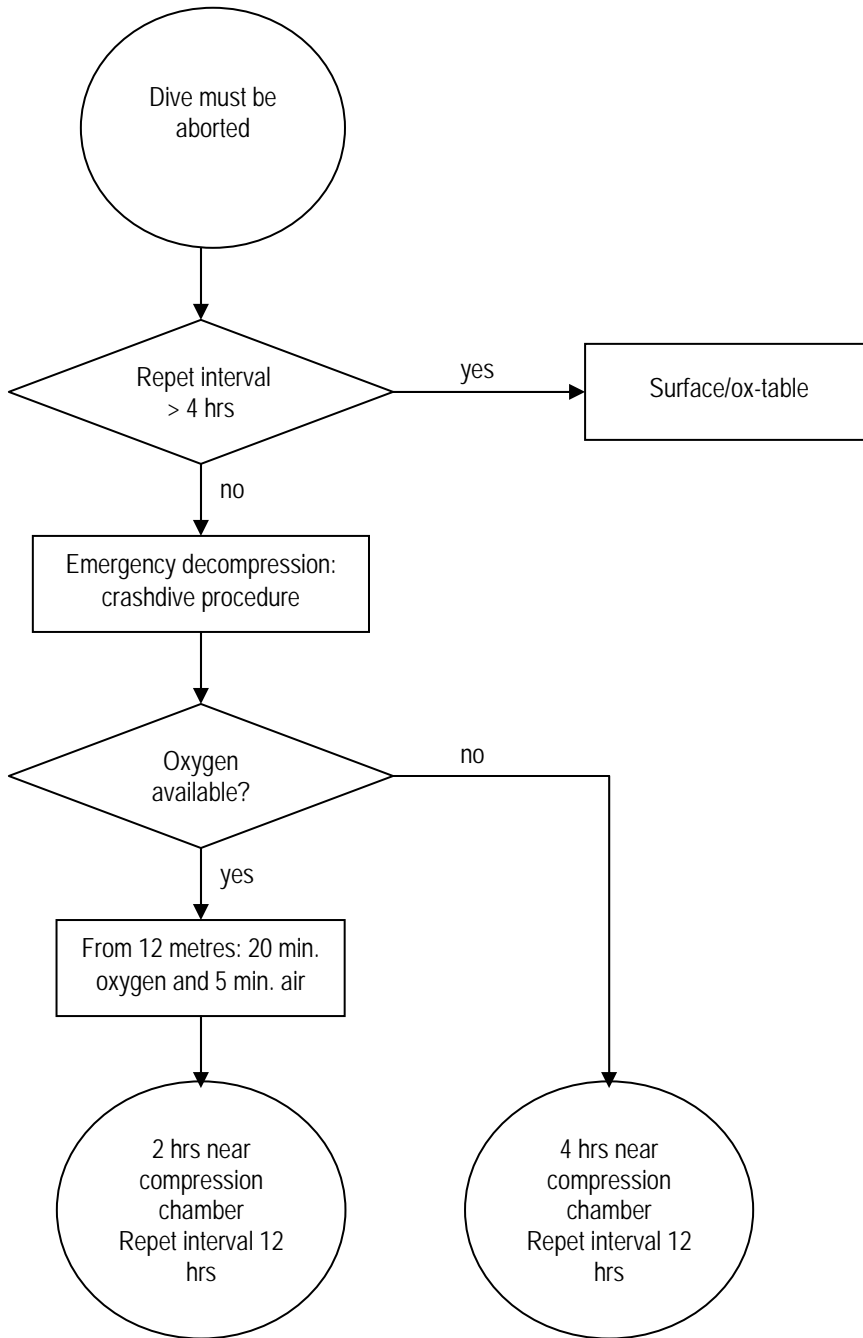 Dive must be
aborted
Repet interval
> 4 hrs
yes
Surface/ox-table
no
Emergency decompression:
crashdive procedure
Oxygen
available?
no
yes
From 12 metres: 20 min.
oxygen and 5 min. air
2 hrs near
compression
chamber
Repet interval 12
hrs
4 hrs near
compression
chamber
Repet interval 12
hrs